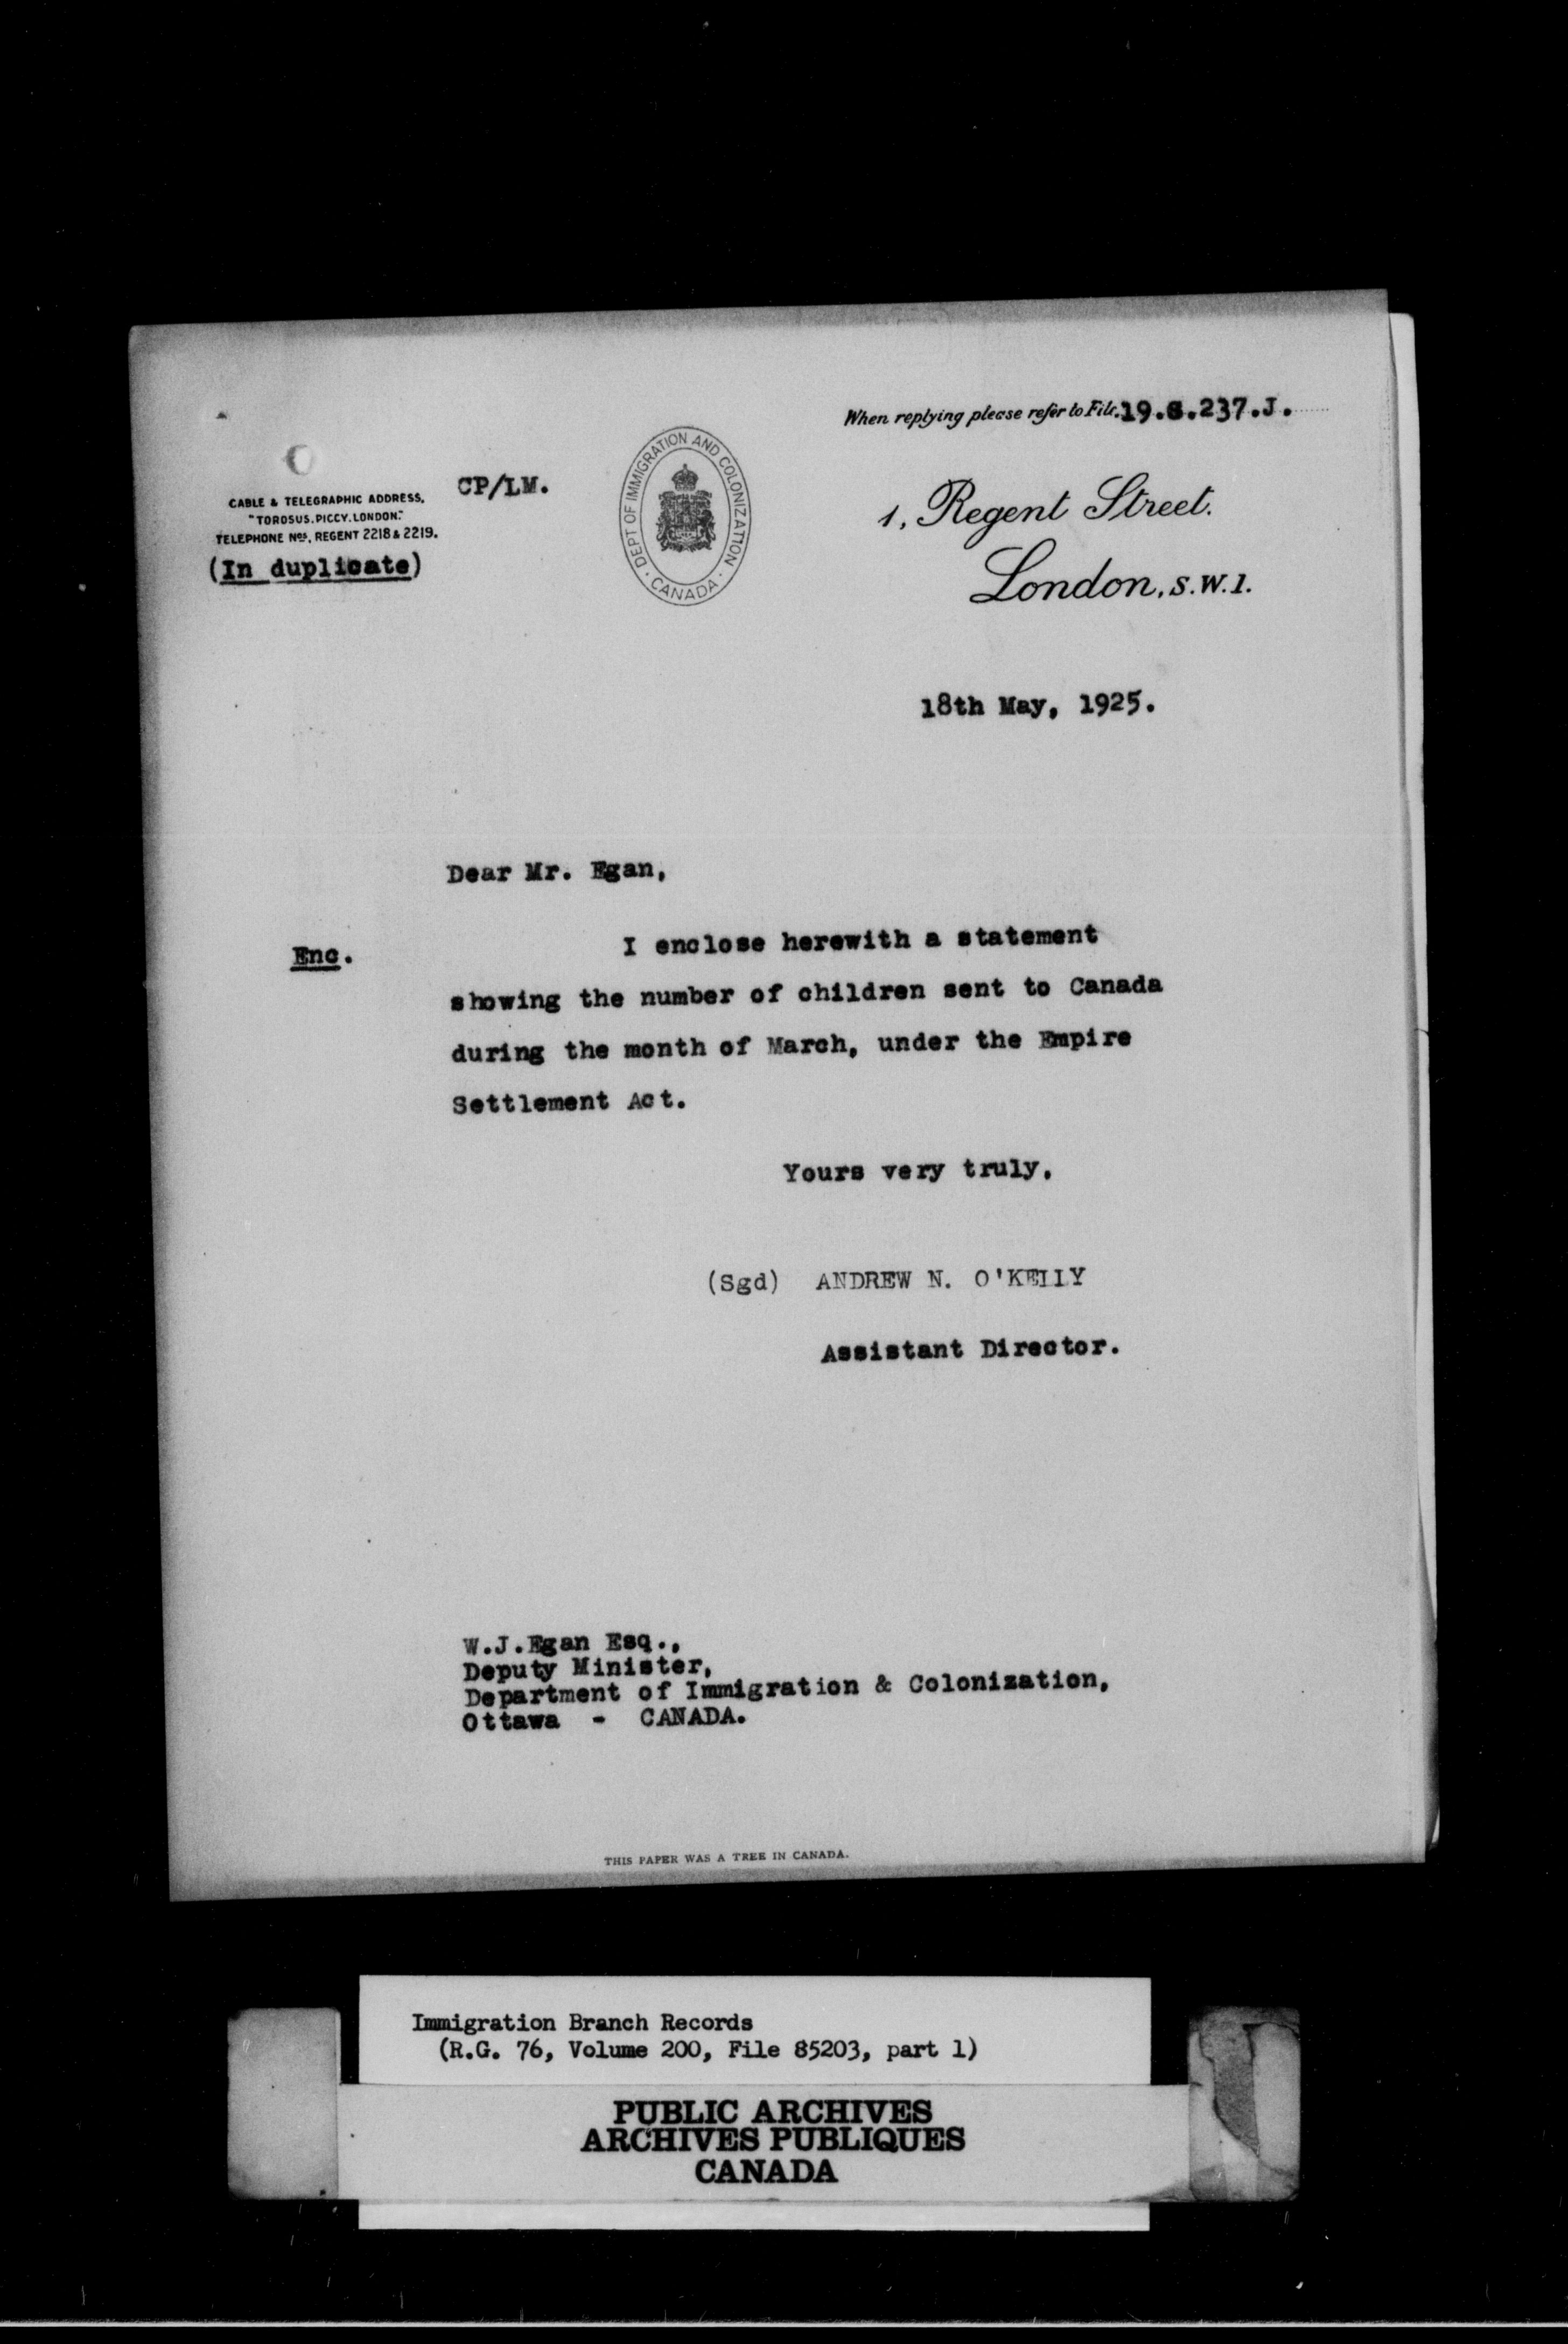 When replying please refer to File.19.S.237.J.
CP/LM.
CABLE & TELEGRAPHIC ADDRESS,
"TOROSUS.PICCY.LONDON."
TELEPHONE Nos, REGENT 2218 & 2219.
(In duplicate)
DEPT OF IMMIGRATION AND COLONIZATION
· CANADA ·
1, Regent Street.
London, S.W.1.
18th May, 1925.
Dear Mr. Egan,
Enc.
I enclose herewith a statement
showing the number of children sent to Canada
during the month of March, under the Empire
Settlement Act.
Yours very truly,
(Sgd) ANDREW N. O'KELLY
Assistant Director.
W.J.Egan Esq.,
Deputy Minister,
Department of Immigration & Colonization,
Ottawa - CANADA.
THIS PAPER WAS A TREE IN CANADA.
Immigration Branch Records
(R.G. 76, Volume 200, File 85203, part 1)
PUBLIC ARCHIVES
ARCHIVES PUBLIQUES
CANADA